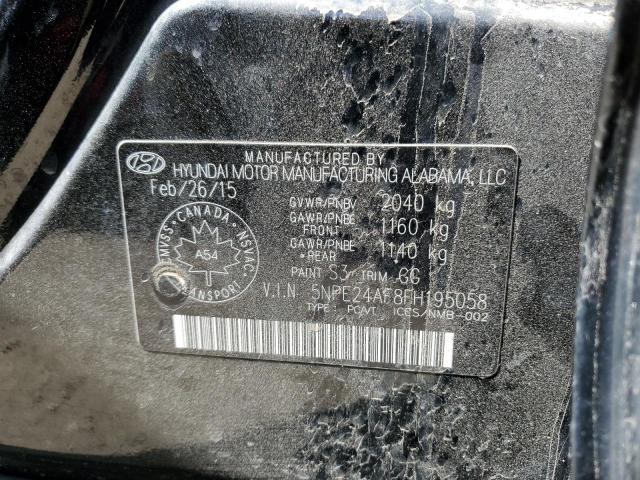 MANUFACTURED BY
HYUNDAI MOTOR MANUFACTURING ALABAMA, LLC
Feb/26/15
GVWR/PNBV 2040 kg
GAWR/PNBE
FRONT 1160 kg
GAWR/PNBE
REAR 1140 kg
PAINT S3 TRIM GG
V.I.N 5NPE24AF8FH195058
TYPE : PC/VT ICES/NMB-002
CMVSS - CANADA - NSVAC
A54
TRANSPORT